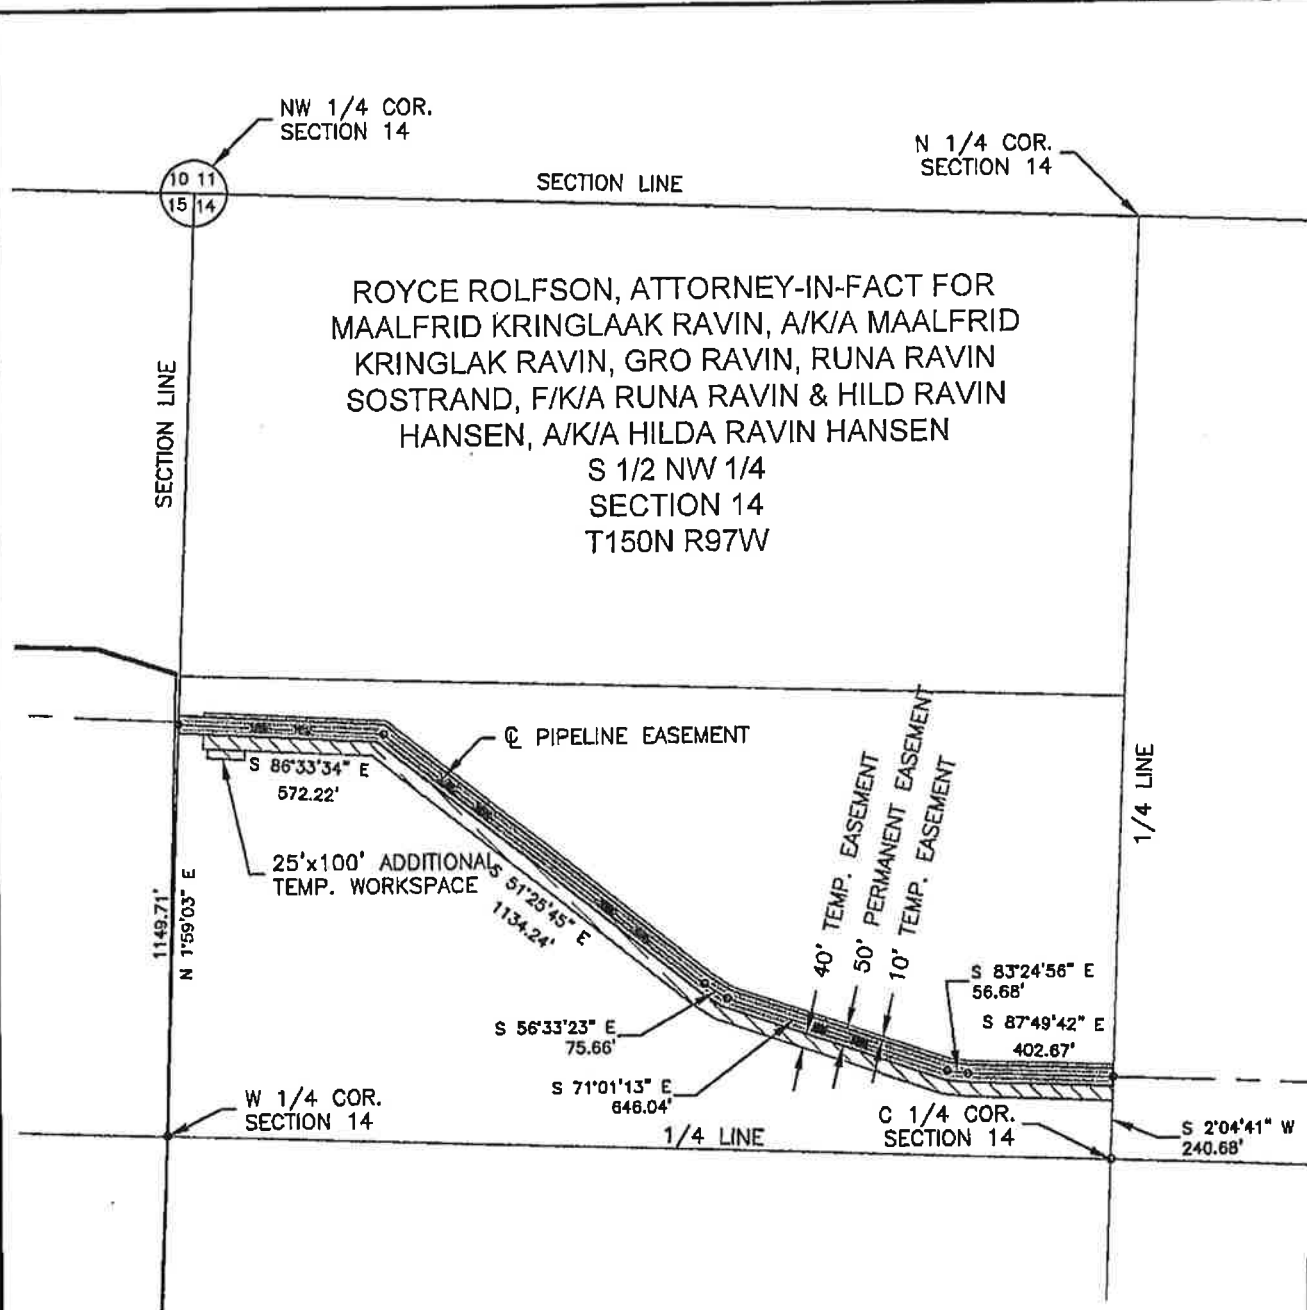 NW 1/4 COR.
SECTION 14
N 1/4 COR.
SECTION 14
10 11
15 14
SECTION LINE
ROYCE ROLFSON, ATTORNEY-IN-FACT FOR
MAALFRID KRINGLAAK RAVIN, A/K/A MAALFRID
KRINGLAK RAVIN, GRO RAVIN, RUNA RAVIN
SOSTRAND, F/K/A RUNA RAVIN & HILD RAVIN
HANSEN, A/K/A HILDA RAVIN HANSEN
S 1/2 NW 1/4
SECTION 14
T150N R97W
SECTION LINE
℄ PIPELINE EASEMENT
S 86°33'34" E
572.22'
25'x100' ADDITIONAL
TEMP. WORKSPACE
S 51°25'45" E
1134.24'
40' TEMP. EASEMENT
50' PERMANENT EASEMENT
10' TEMP. EASEMENT
1/4 LINE
1149.71'
N 1°59'03" E
S 83°24'56" E
56.68'
S 87°49'42" E
402.67'
S 56°33'23" E
75.66'
S 71°01'13" E
646.04'
W 1/4 COR.
SECTION 14
1/4 LINE
C 1/4 COR.
SECTION 14
S 2°04'41" W
240.68'